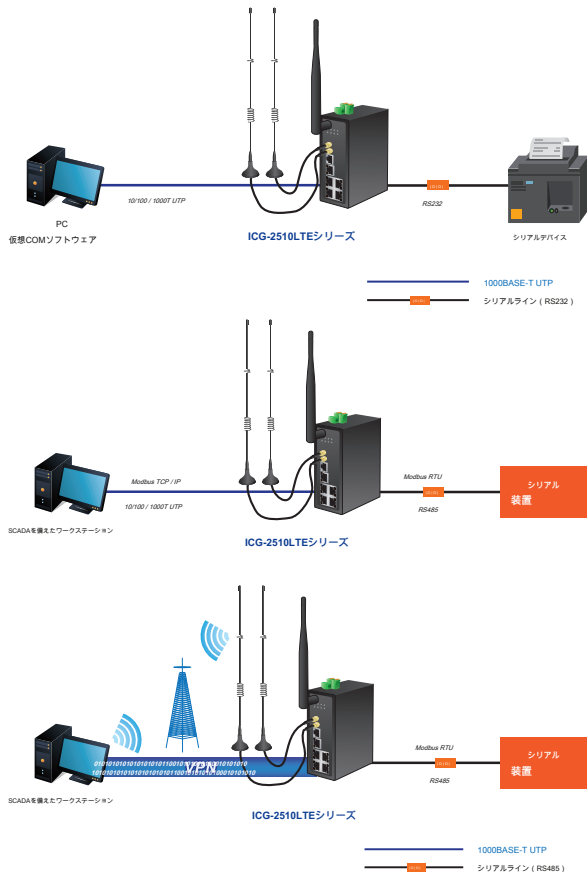 10/100 / 1000T UTP
RS232
PC
仮想COMソフトウェア
ICG-2510LTEシリーズ
シリアルデバイス
1000BASE-T UTP
シリアルライン ( RS232 )
Modbus TCP / IP
10/100 / 1000T UTP
Modbus RTU
RS485
シリアル
装置
SCADAを備えたワークステーション
ICG-2510LTEシリーズ
VPN
Modbus RTU
RS485
シリアル
装置
SCADAを備えたワークステーション
ICG-2510LTEシリーズ
1000BASE-T UTP
シリアルライン ( RS485 )